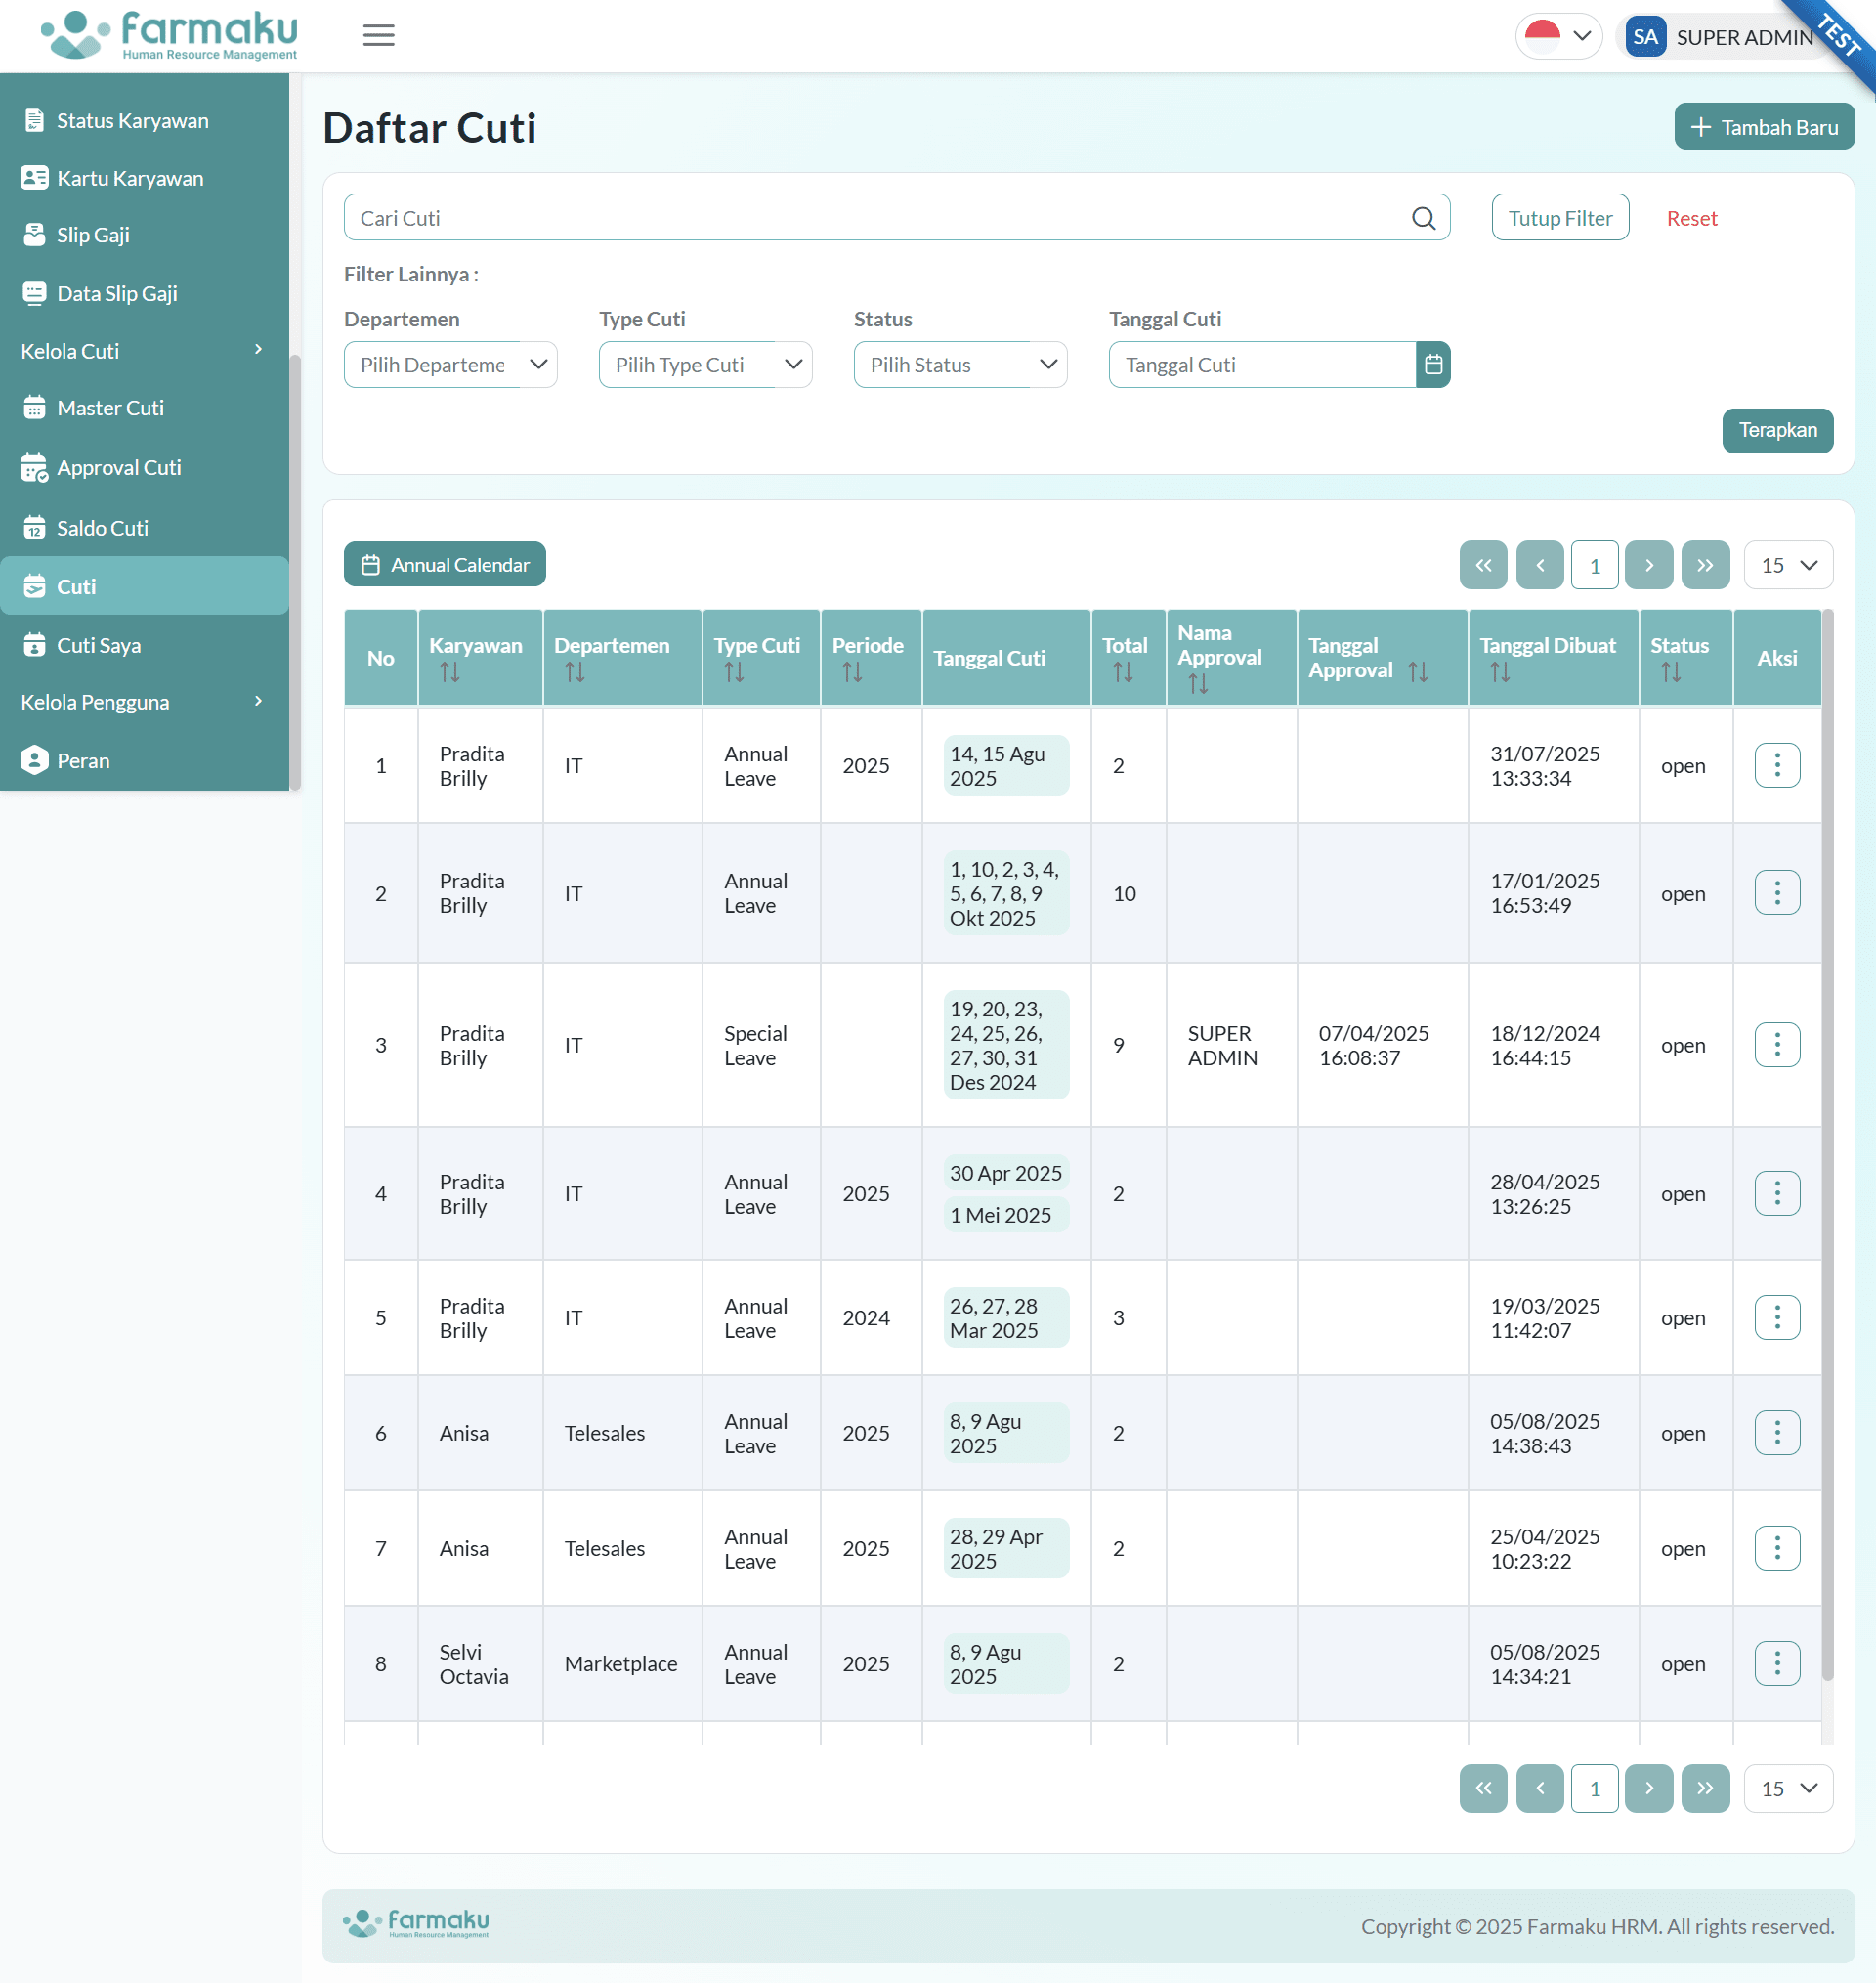 farmaku
Human Resource Management
SA SUPER ADMIN
TEST
Status Karyawan
Kartu Karyawan
Slip Gaji
Data Slip Gaji
Kelola Cuti
Master Cuti
Approval Cuti
12 Saldo Cuti
Cuti
Cuti Saya
Kelola Pengguna
Peran
Daftar Cuti
Tambah Baru
Cari Cuti
Tutup Filter
Reset
Filter Lainnya :
Departemen Type Cuti Status Tanggal Cuti
Pilih Departeme Pilih Type Cuti Pilih Status Tanggal Cuti
Terapkan
Annual Calendar
1 15
No Karyawan Departemen Type Cuti Periode Tanggal Cuti Total Nama Approval Tanggal Approval Tanggal Dibuat Status Aksi
1 Pradita Brilly IT Annual Leave 2025 14, 15 Agu 2025 2 31/07/2025 13:33:34 open
2 Pradita Brilly IT Annual Leave 1, 10, 2, 3, 4, 5, 6, 7, 8, 9 Okt 2025 10 17/01/2025 16:53:49 open
3 Pradita Brilly IT Special Leave 19, 20, 23, 24, 25, 26, 27, 30, 31 Des 2024 9 SUPER ADMIN 07/04/2025 16:08:37 18/12/2024 16:44:15 open
4 Pradita Brilly IT Annual Leave 2025 30 Apr 2025 1 Mei 2025 2 28/04/2025 13:26:25 open
5 Pradita Brilly IT Annual Leave 2024 26, 27, 28 Mar 2025 3 19/03/2025 11:42:07 open
6 Anisa Telesales Annual Leave 2025 8, 9 Agu 2025 2 05/08/2025 14:38:43 open
7 Anisa Telesales Annual Leave 2025 28, 29 Apr 2025 2 25/04/2025 10:23:22 open
8 Selvi Octavia Marketplace Annual Leave 2025 8, 9 Agu 2025 2 05/08/2025 14:34:21 open
1 15
farmaku
Human Resource Management
Copyright © 2025 Farmaku HRM. All rights reserved.